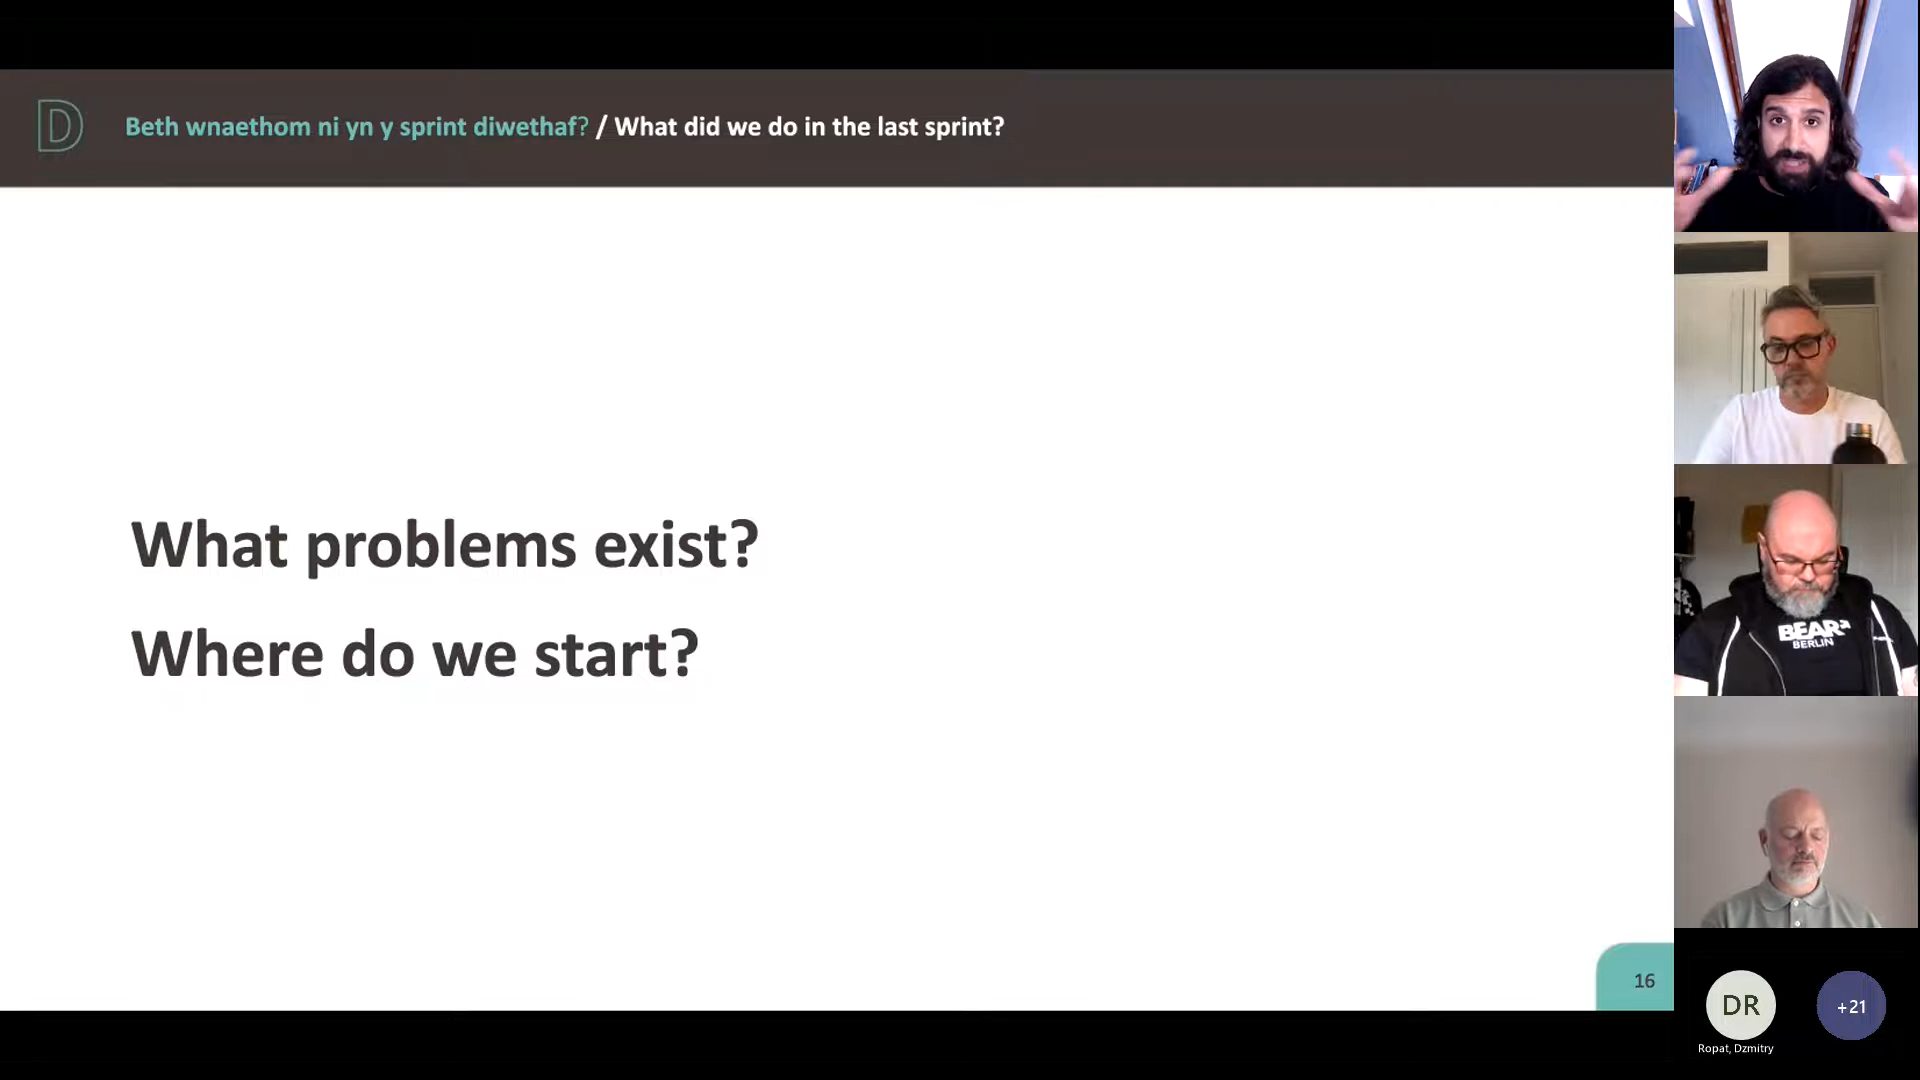 D
Beth wnaethom ni yn y sprint diwethaf? / What did we do in the last sprint?
What problems exist?
Where do we start?
16
BEAR
BERLIN
DR
Ropat, Dzmitry
+21